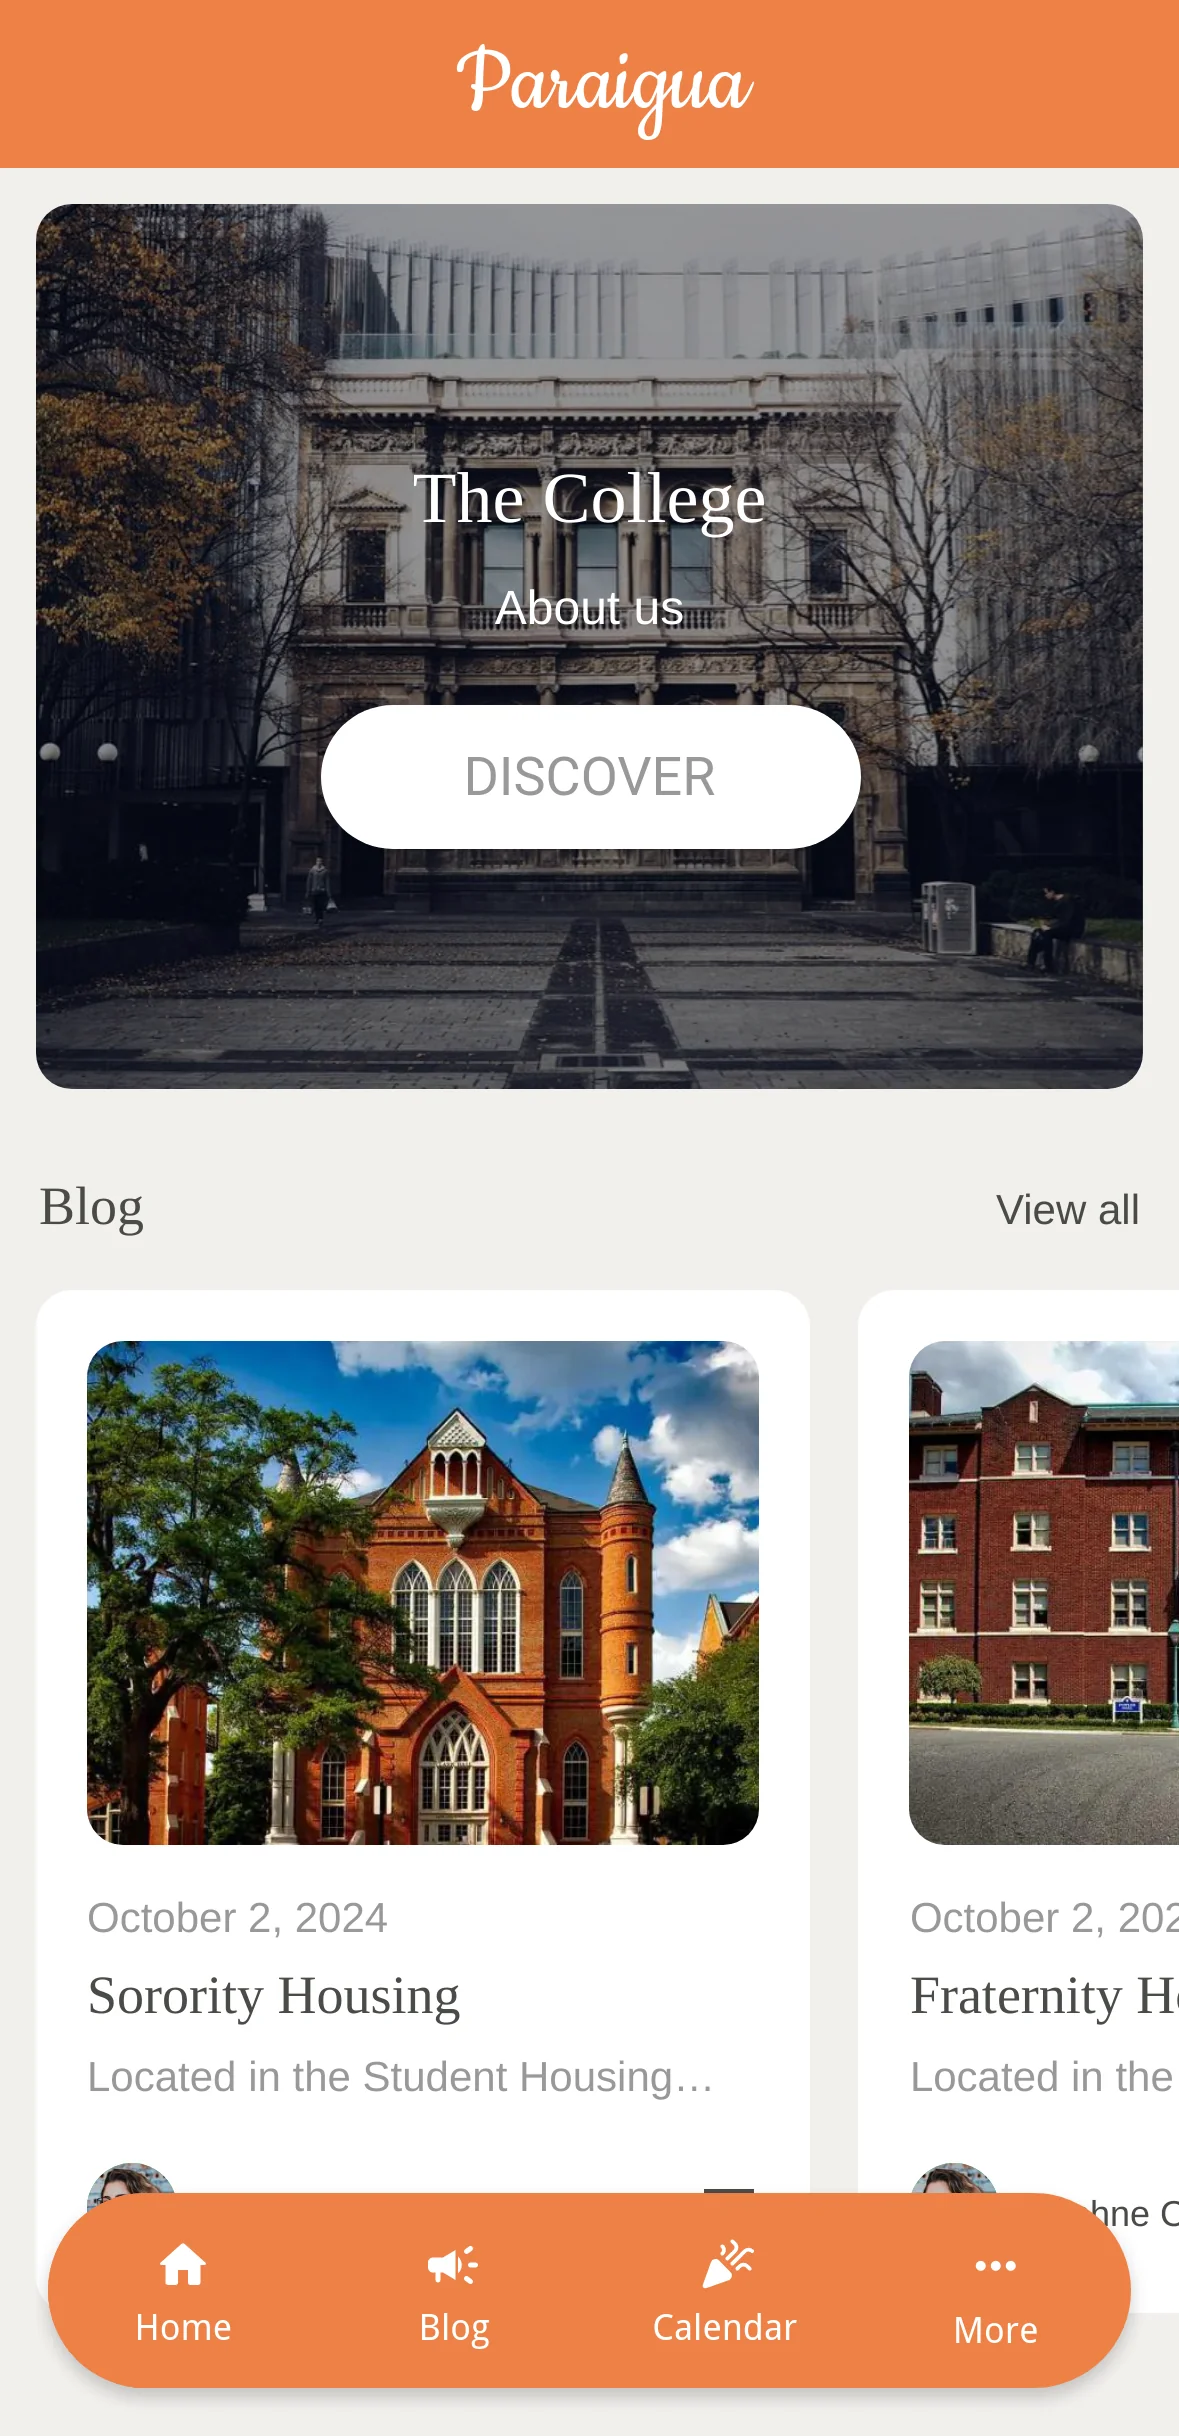 Paraigua
The College
About us
DISCOVER
Blog
View all
October 2, 2024
Sorority Housing
Located in the Student Housing…
October 2, 202
Fraternity
Located in the
Home
Blog
Calendar
More